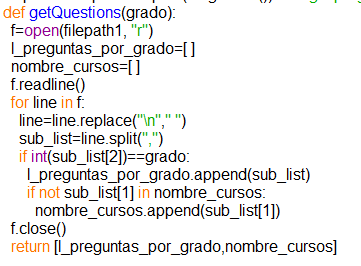 def getQuestions(grado):
f=open(filepath1, "r")
l_preguntas_por_grado=[ ]
nombre_cursos=[ ]
f.readline()
for line in f:
line=line.replace("\n"," ")
sub_list=line.split(",")
if int(sub_list[2])==grado:
l_preguntas_por_grado.append(sub_list)
if not sub_list[1] in nombre_cursos:
nombre_cursos.append(sub_list[1])
f.close()
return [l_preguntas_por_grado,nombre_cursos]